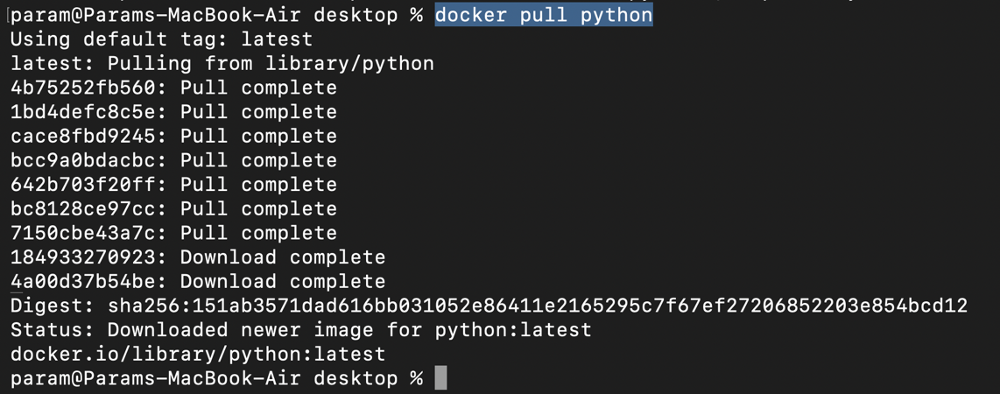 [param@Params-MacBook-Air desktop % docker pull python
Using default tag: latest
latest: Pulling from library/python
4b75252fb560: Pull complete
1bd4defc8c5e: Pull complete
cace8fbd9245: Pull complete
bcc9a0bdacbc: Pull complete
642b703f20ff: Pull complete
bc8128ce97cc: Pull complete
7150cbe43a7c: Pull complete
184933270923: Download complete
4a00d37b54be: Download complete
Digest: sha256:151ab3571dad616bb031052e86411e2165295c7f67ef27206852203e854bcd12
Status: Downloaded newer image for python:latest
docker.io/library/python:latest
param@Params-MacBook-Air desktop %